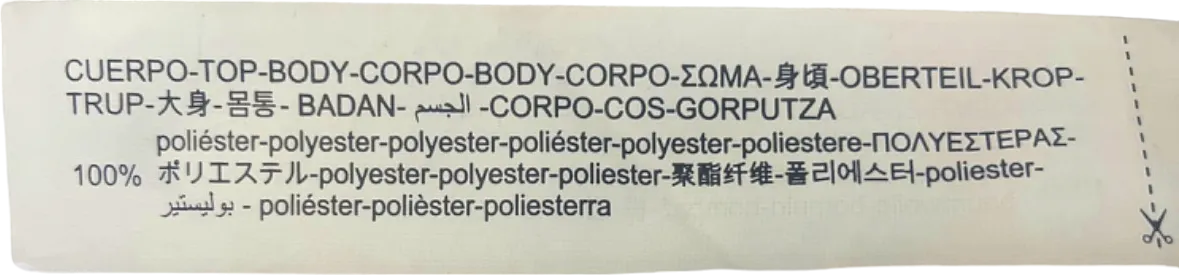 CUERPO-TOP-BODY-CORPO-BODY-CORPO-ΣΩΜΑ-身頃-OBERTEIL-KROP-
TRUP-大身-몸통- BADAN- الجسم -CORPO-COS-GORPUTZA
poliéster-polyester-polyester-poliéster-polyester-poliestere-ΠΟΛΥΕΣΤΕΡΑΣ-
100% ポリエステル-polyester-polyester-poliester-聚酯纤维-폴리에스터-poliester-
بوليستير - poliéster-polièster-poliesterra